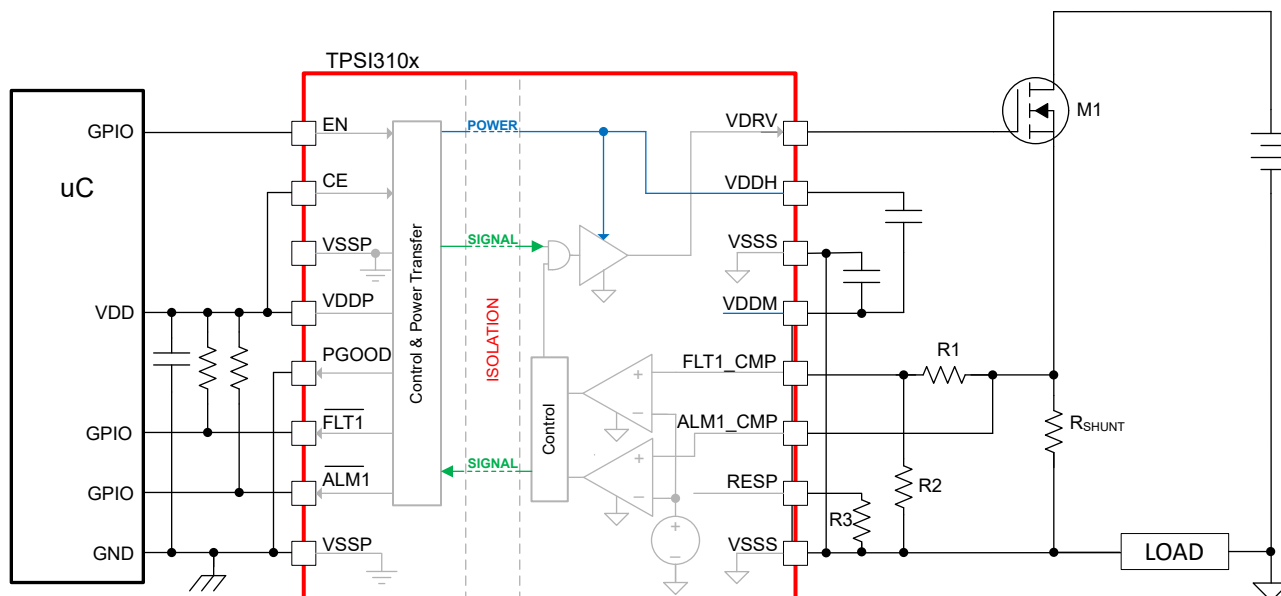 TPSI310x
uC
GPIO
VDD
GPIO
GPIO
GND
EN
CE
VSSP
VDDP
PGOOD
FLT1
ALM1
VSSP
Control & Power Transfer
POWER
SIGNAL
ISOLATION
SIGNAL
Control
+
−
+
−
+
−
VDRV
VDDH
VSSS
VDDM
FLT1_CMP
ALM1_CMP
RESP
VSSS
M1
R1
R2
R3
RSHUNT
LOAD